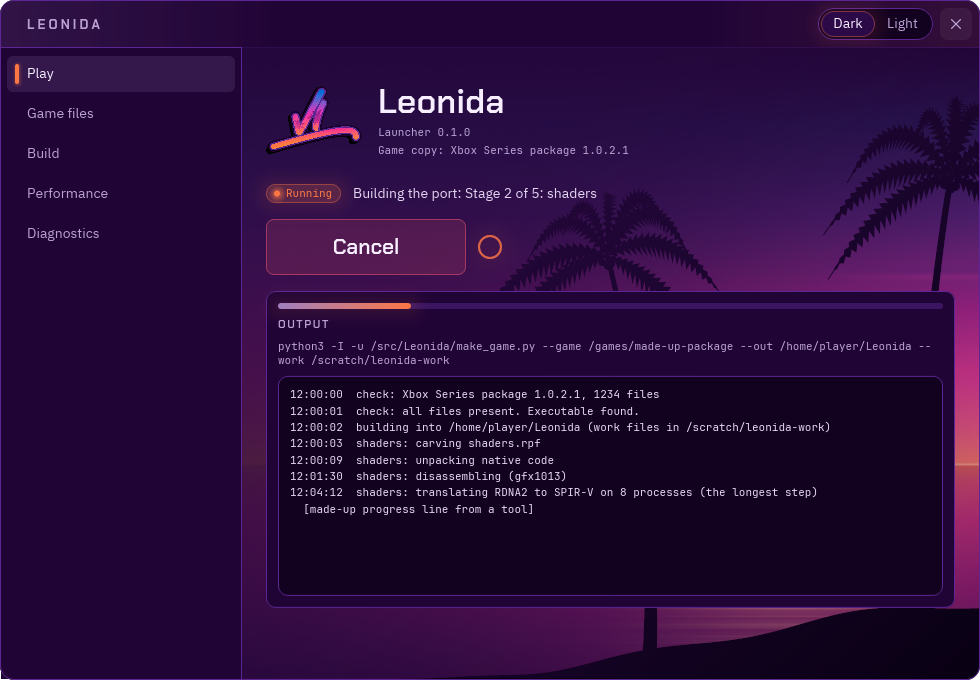 LEONIDA
Dark
Light
Play
Game files
Build
Performance
Diagnostics
VI
Leonida
Launcher 0.1.0
Game copy: Xbox Series package 1.0.2.1
Running
Building the port: Stage 2 of 5: shaders
Cancel
OUTPUT
python3 -I -u /src/Leonida/make_game.py --game /games/made-up-package --out /home/player/Leonida --
work /scratch/leonida-work
12:00:00 check: Xbox Series package 1.0.2.1, 1234 files
12:00:01 check: all files present. Executable found.
12:00:02 building into /home/player/Leonida (work files in /scratch/leonida-work)
12:00:03 shaders: carving shaders.rpf
12:00:09 shaders: unpacking native code
12:01:30 shaders: disassembling (gfx1013)
12:04:12 shaders: translating RDNA2 to SPIR-V on 8 processes (the longest step)
[made-up progress line from a tool]